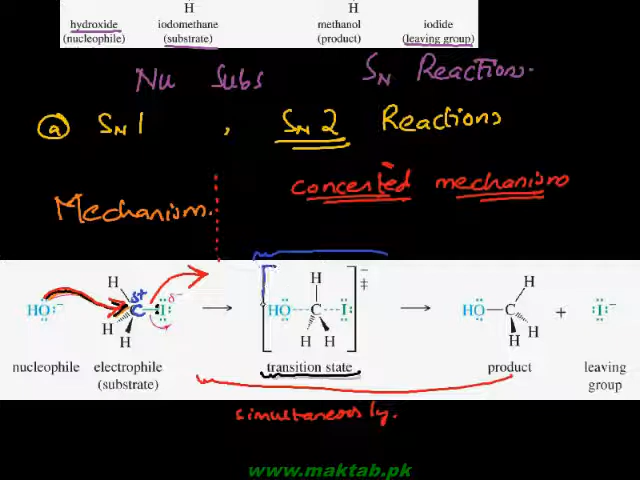 H H
hydroxide iodomethane methanol iodide
(nucleophile) (substrate) (product) (leaving group)
Nu Subs SN Reactions.
(a) SN1 , SN2 Reactions
concerted mechanism
Mechanism.
H H
HO:⁻ C δ+ I: δ- HO C I: ⁻ ‡ HO C + I:⁻
H H H H H H
nucleophile electrophile transition state product leaving
(substrate) group
simultaneously.
www.maktab.pk